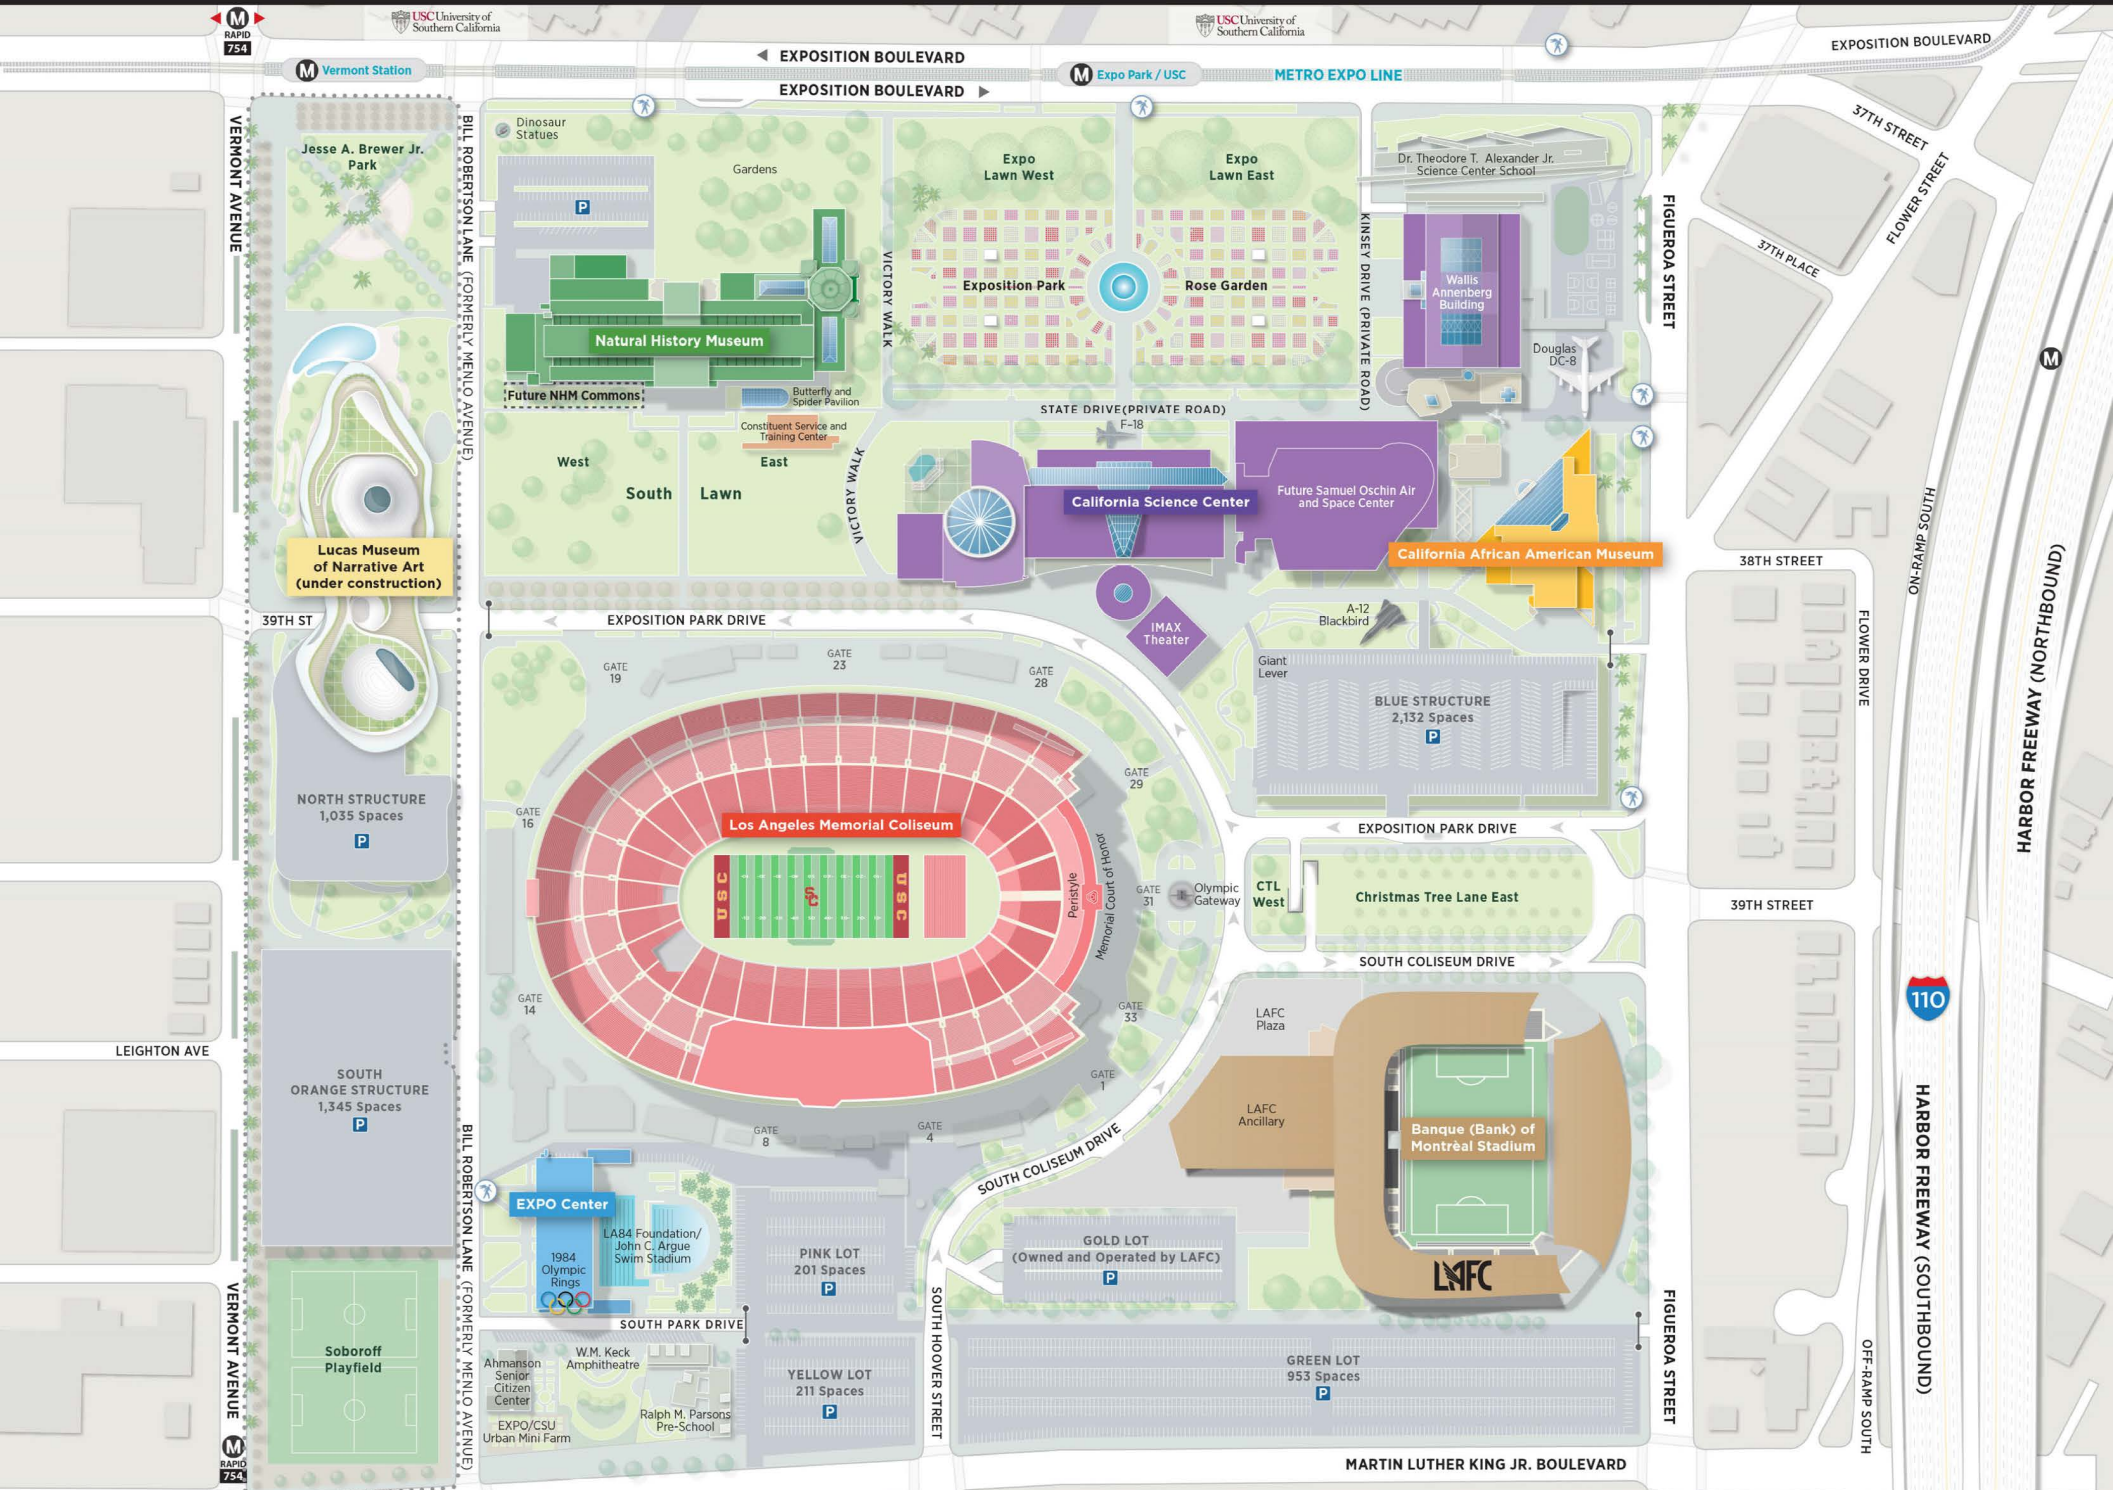 M
RAPID
754
USC University of
Southern California
USC University of
Southern California
EXPOSITION BOULEVARD
EXPOSITION BOULEVARD
M Vermont Station
M Expo Park / USC
METRO EXPO LINE
EXPOSITION BOULEVARD
VERMONT AVENUE
BILL ROBERTSON LANE (FORMERLY MENLO AVENUE)
Jesse A. Brewer Jr.
Park
Dinosaur
Statues
P
Gardens
Expo
Lawn West
Expo
Lawn East
Dr. Theodore T. Alexander Jr.
Science Center School
37TH STREET
FLOWER STREET
37TH PLACE
FIGUEROA STREET
KINSEY DRIVE (PRIVATE ROAD)
VICTORY WALK
Exposition Park
Rose Garden
Wallis
Annenberg
Building
Natural History Museum
Douglas
DC-8
M
Future NHM Commons
Butterfly and
Spider Pavilion
STATE DRIVE(PRIVATE ROAD)
F-18
Constituent Service and
Training Center
West
East
South Lawn
VICTORY WALK
California Science Center
Future Samuel Oschin Air
and Space Center
California African American Museum
Lucas Museum
of Narrative Art
(under construction)
38TH STREET
ON-RAMP SOUTH
HARBOR FREEWAY (NORTHBOUND)
FLOWER DRIVE
39TH ST
EXPOSITION PARK DRIVE
A-12
Blackbird
IMAX
Theater
Giant
Lever
GATE
19
GATE
23
GATE
28
BLUE STRUCTURE
2,132 Spaces
P
GATE
29
NORTH STRUCTURE
1,035 Spaces
P
GATE
16
Los Angeles Memorial Coliseum
EXPOSITION PARK DRIVE
USC
SC
USC
Peristyle
Memorial Court of Honor
GATE
31
Olympic
Gateway
CTL
West
Christmas Tree Lane East
39TH STREET
SOUTH COLISEUM DRIVE
GATE
14
GATE
33
LAFC
Plaza
110
LEIGHTON AVE
SOUTH
ORANGE STRUCTURE
1,345 Spaces
P
GATE
1
LAFC
Ancillary
Banque (Bank) of
Montrèal Stadium
GATE
8
GATE
4
SOUTH COLISEUM DRIVE
HARBOR FREEWAY (SOUTHBOUND)
BILL ROBERTSON LANE (FORMERLY MENLO AVENUE)
EXPO Center
LA84 Foundation/
John C. Argue
Swim Stadium
1984
Olympic
Rings
PINK LOT
201 Spaces
P
GOLD LOT
(Owned and Operated by LAFC)
P
LAFC
SOUTH PARK DRIVE
SOUTH HOOVER STREET
FIGUEROA STREET
OFF-RAMP SOUTH
VERMONT AVENUE
Soboroff
Playfield
Ahmanson
Senior
Citizen
Center
W.M. Keck
Amphitheatre
YELLOW LOT
211 Spaces
P
GREEN LOT
953 Spaces
P
EXPO/CSU
Urban Mini Farm
Ralph M. Parsons
Pre-School
M
RAPID
754
MARTIN LUTHER KING JR. BOULEVARD